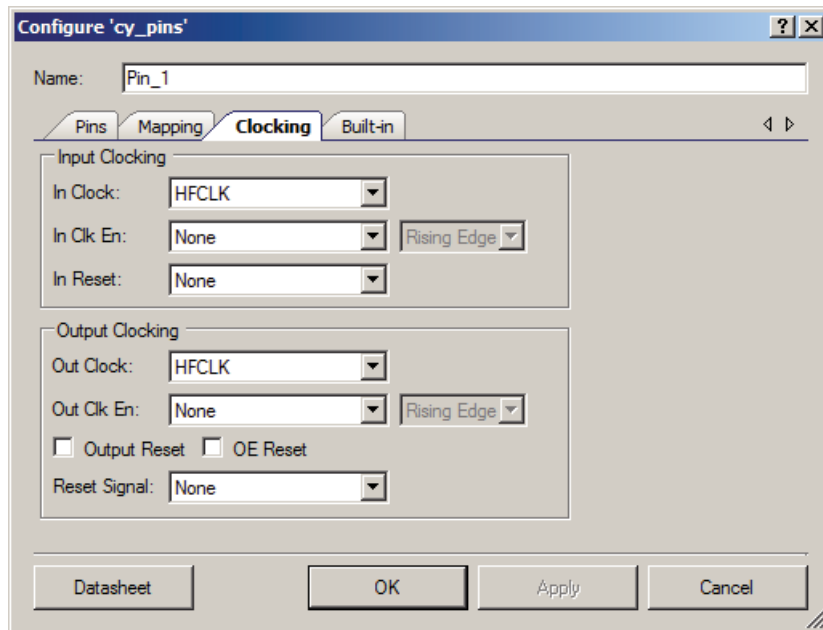 Configure 'cy_pins'
Name: Pin_1
Pins Mapping Clocking Built-in
Input Clocking
In Clock: HFCLK
In Clk En: None Rising Edge
In Reset: None
Output Clocking
Out Clock: HFCLK
Out Clk En: None Rising Edge
Output Reset OE Reset
Reset Signal: None
Datasheet OK Apply Cancel